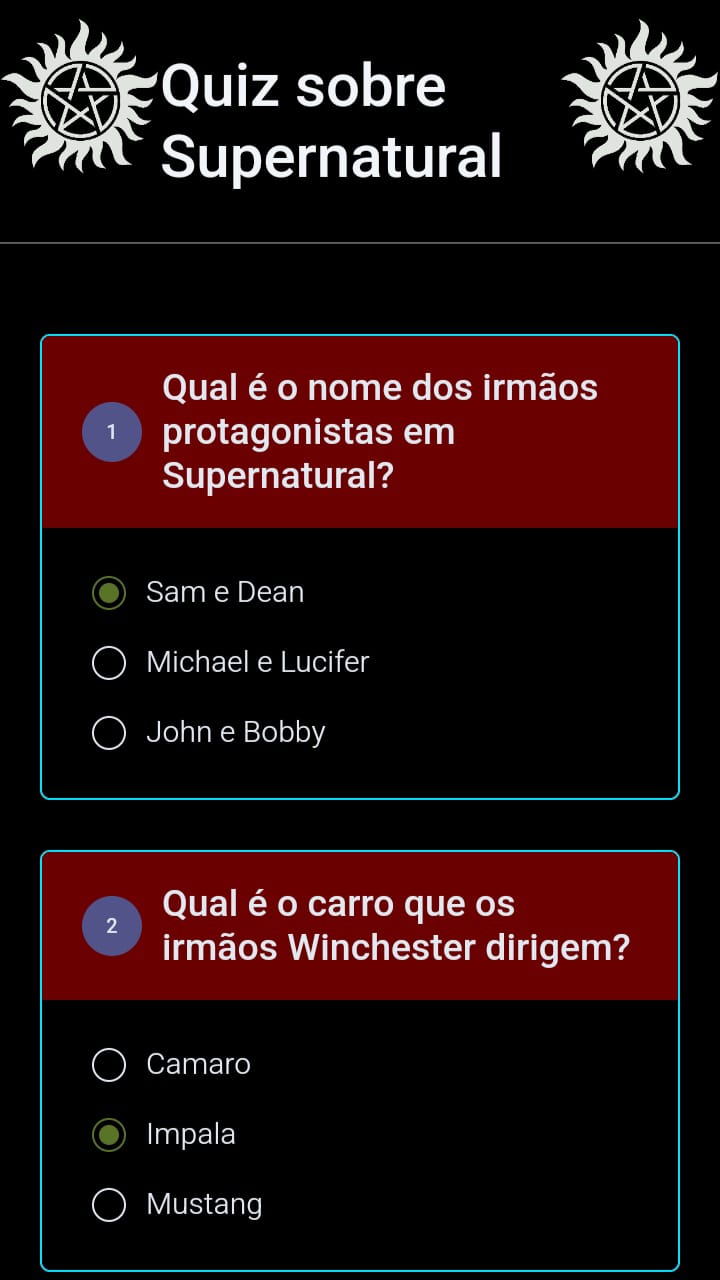 Quiz sobre
Supernatural
1
Qual é o nome dos irmãos
protagonistas em
Supernatural?
Sam e Dean
Michael e Lucifer
John e Bobby
2
Qual é o carro que os
irmãos Winchester dirigem?
Camaro
Impala
Mustang